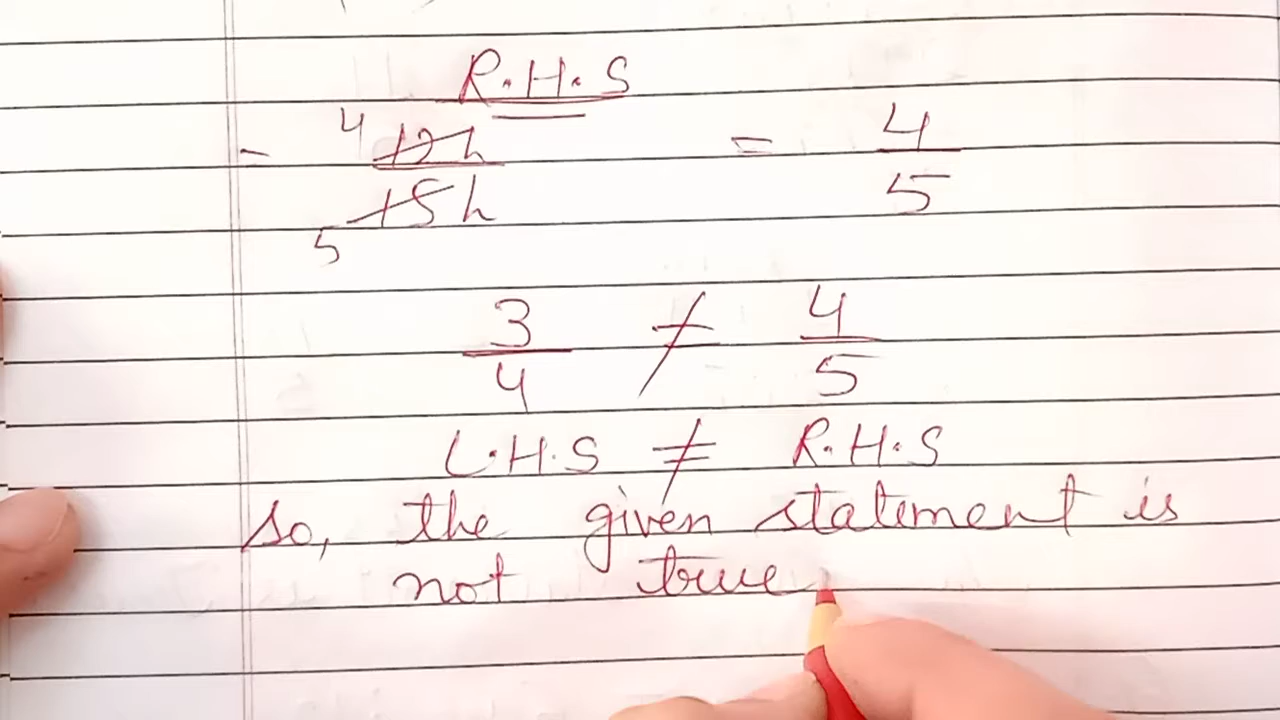 R.H.S
= 4 12h / 5 15h = 4/5
3/4 ≠ 4/5
L.H.S ≠ R.H.S
So, the given statement is
not true